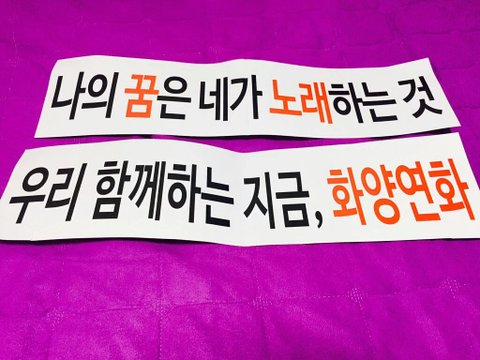 나의 꿈은 네가 노래하는 것
우리 함께하는 지금, 화양연화